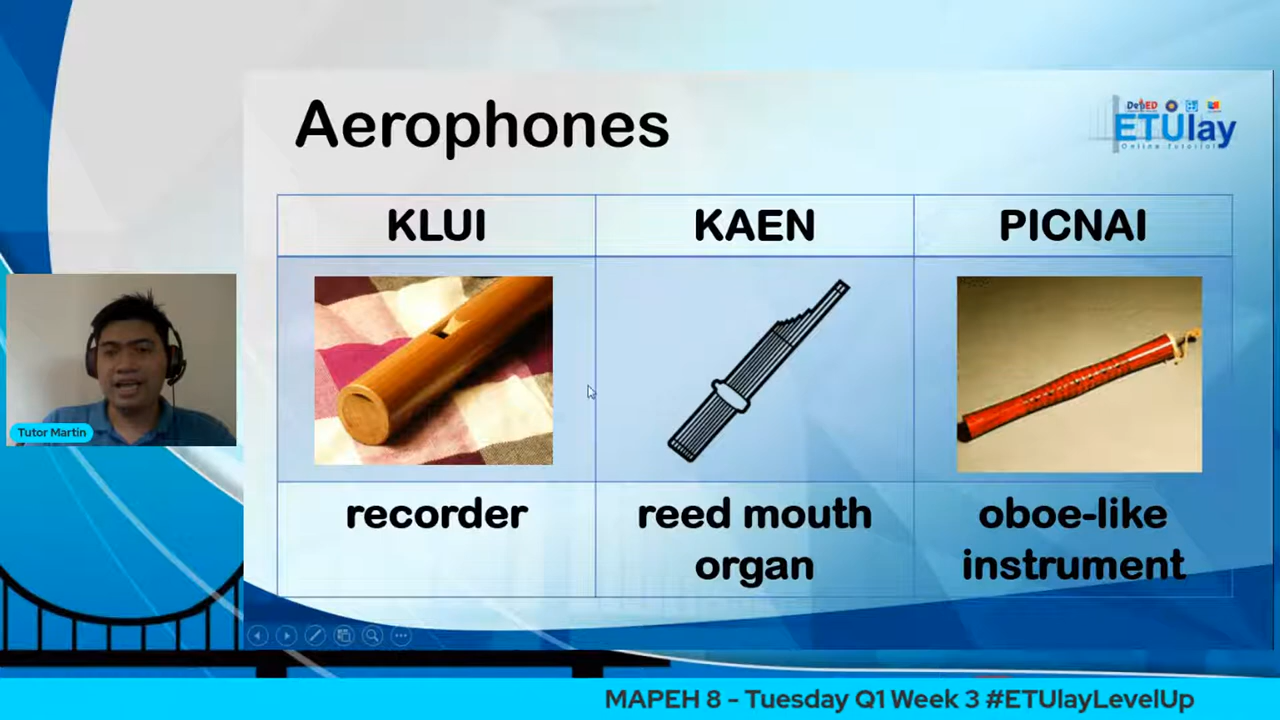 Aerophones
DepED
ETUlay
Online Tutorial
KLUI
KAEN
PICNAI
Tutor Martin
recorder
reed mouth
organ
oboe-like
instrument
MAPEH 8 - Tuesday Q1 Week 3 #ETUlayLevelUp